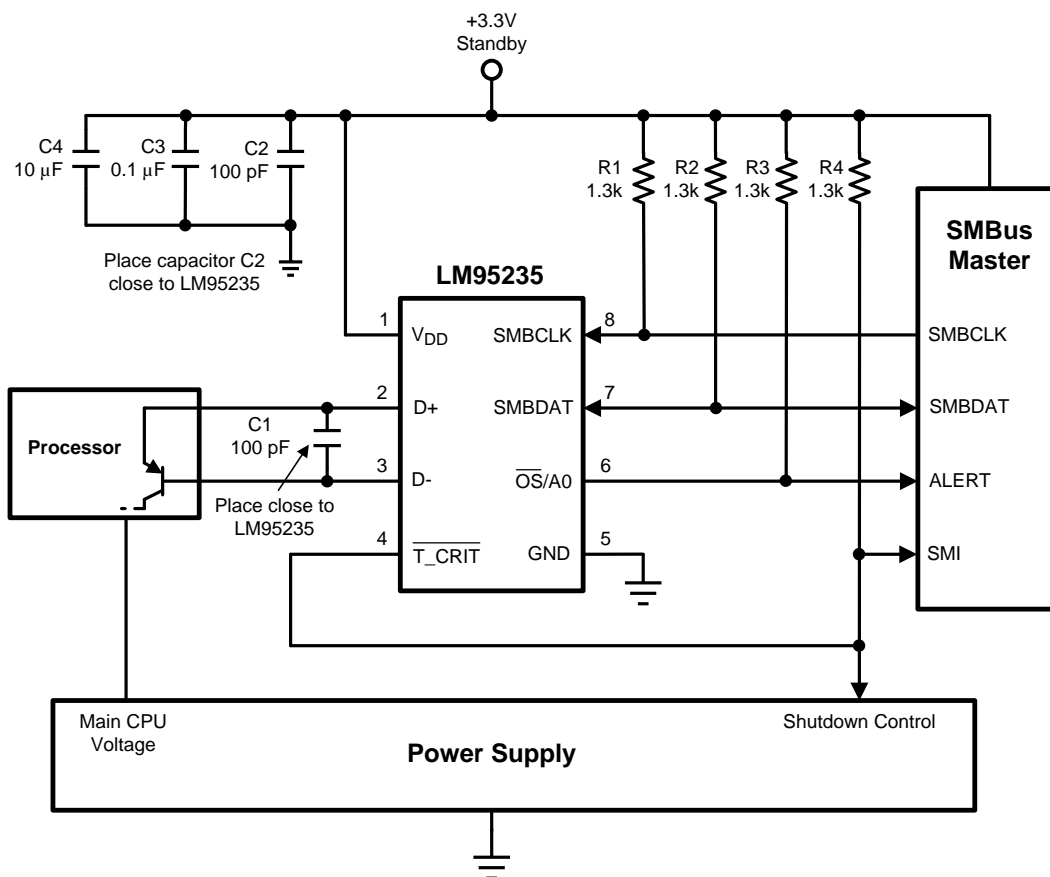 +3.3V
Standby
C4
10 μF
C3
0.1 μF
C2
100 pF
R1
1.3k
R2
1.3k
R3
1.3k
R4
1.3k
Place capacitor C2
close to LM95235
SMBus
Master
SMBCLK
SMBDAT
ALERT
SMI
LM95235
1
VDD
2
D+
3
D-
4
T_CRIT
SMBCLK
8
SMBDAT
7
OS/A0
6
GND
5
Processor
C1
100 pF
Place close to
LM95235
Main CPU
Voltage
Shutdown Control
Power Supply